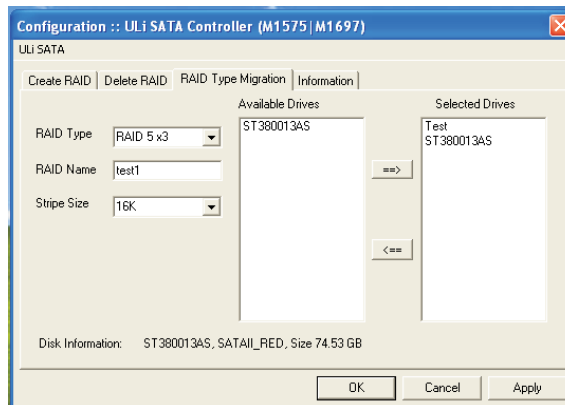 Configuration :: ULi SATA Controller (M1575|M1697)
ULi SATA
Create RAID Delete RAID RAID Type Migration Information
Available Drives Selected Drives
RAID Type RAID 5 x3
RAID Name test1
Stripe Size 16K
ST380013AS
Test
ST380013AS
==>
<==
Disk Information: ST380013AS, SATAII_RED, Size 74.53 GB
OK Cancel Apply